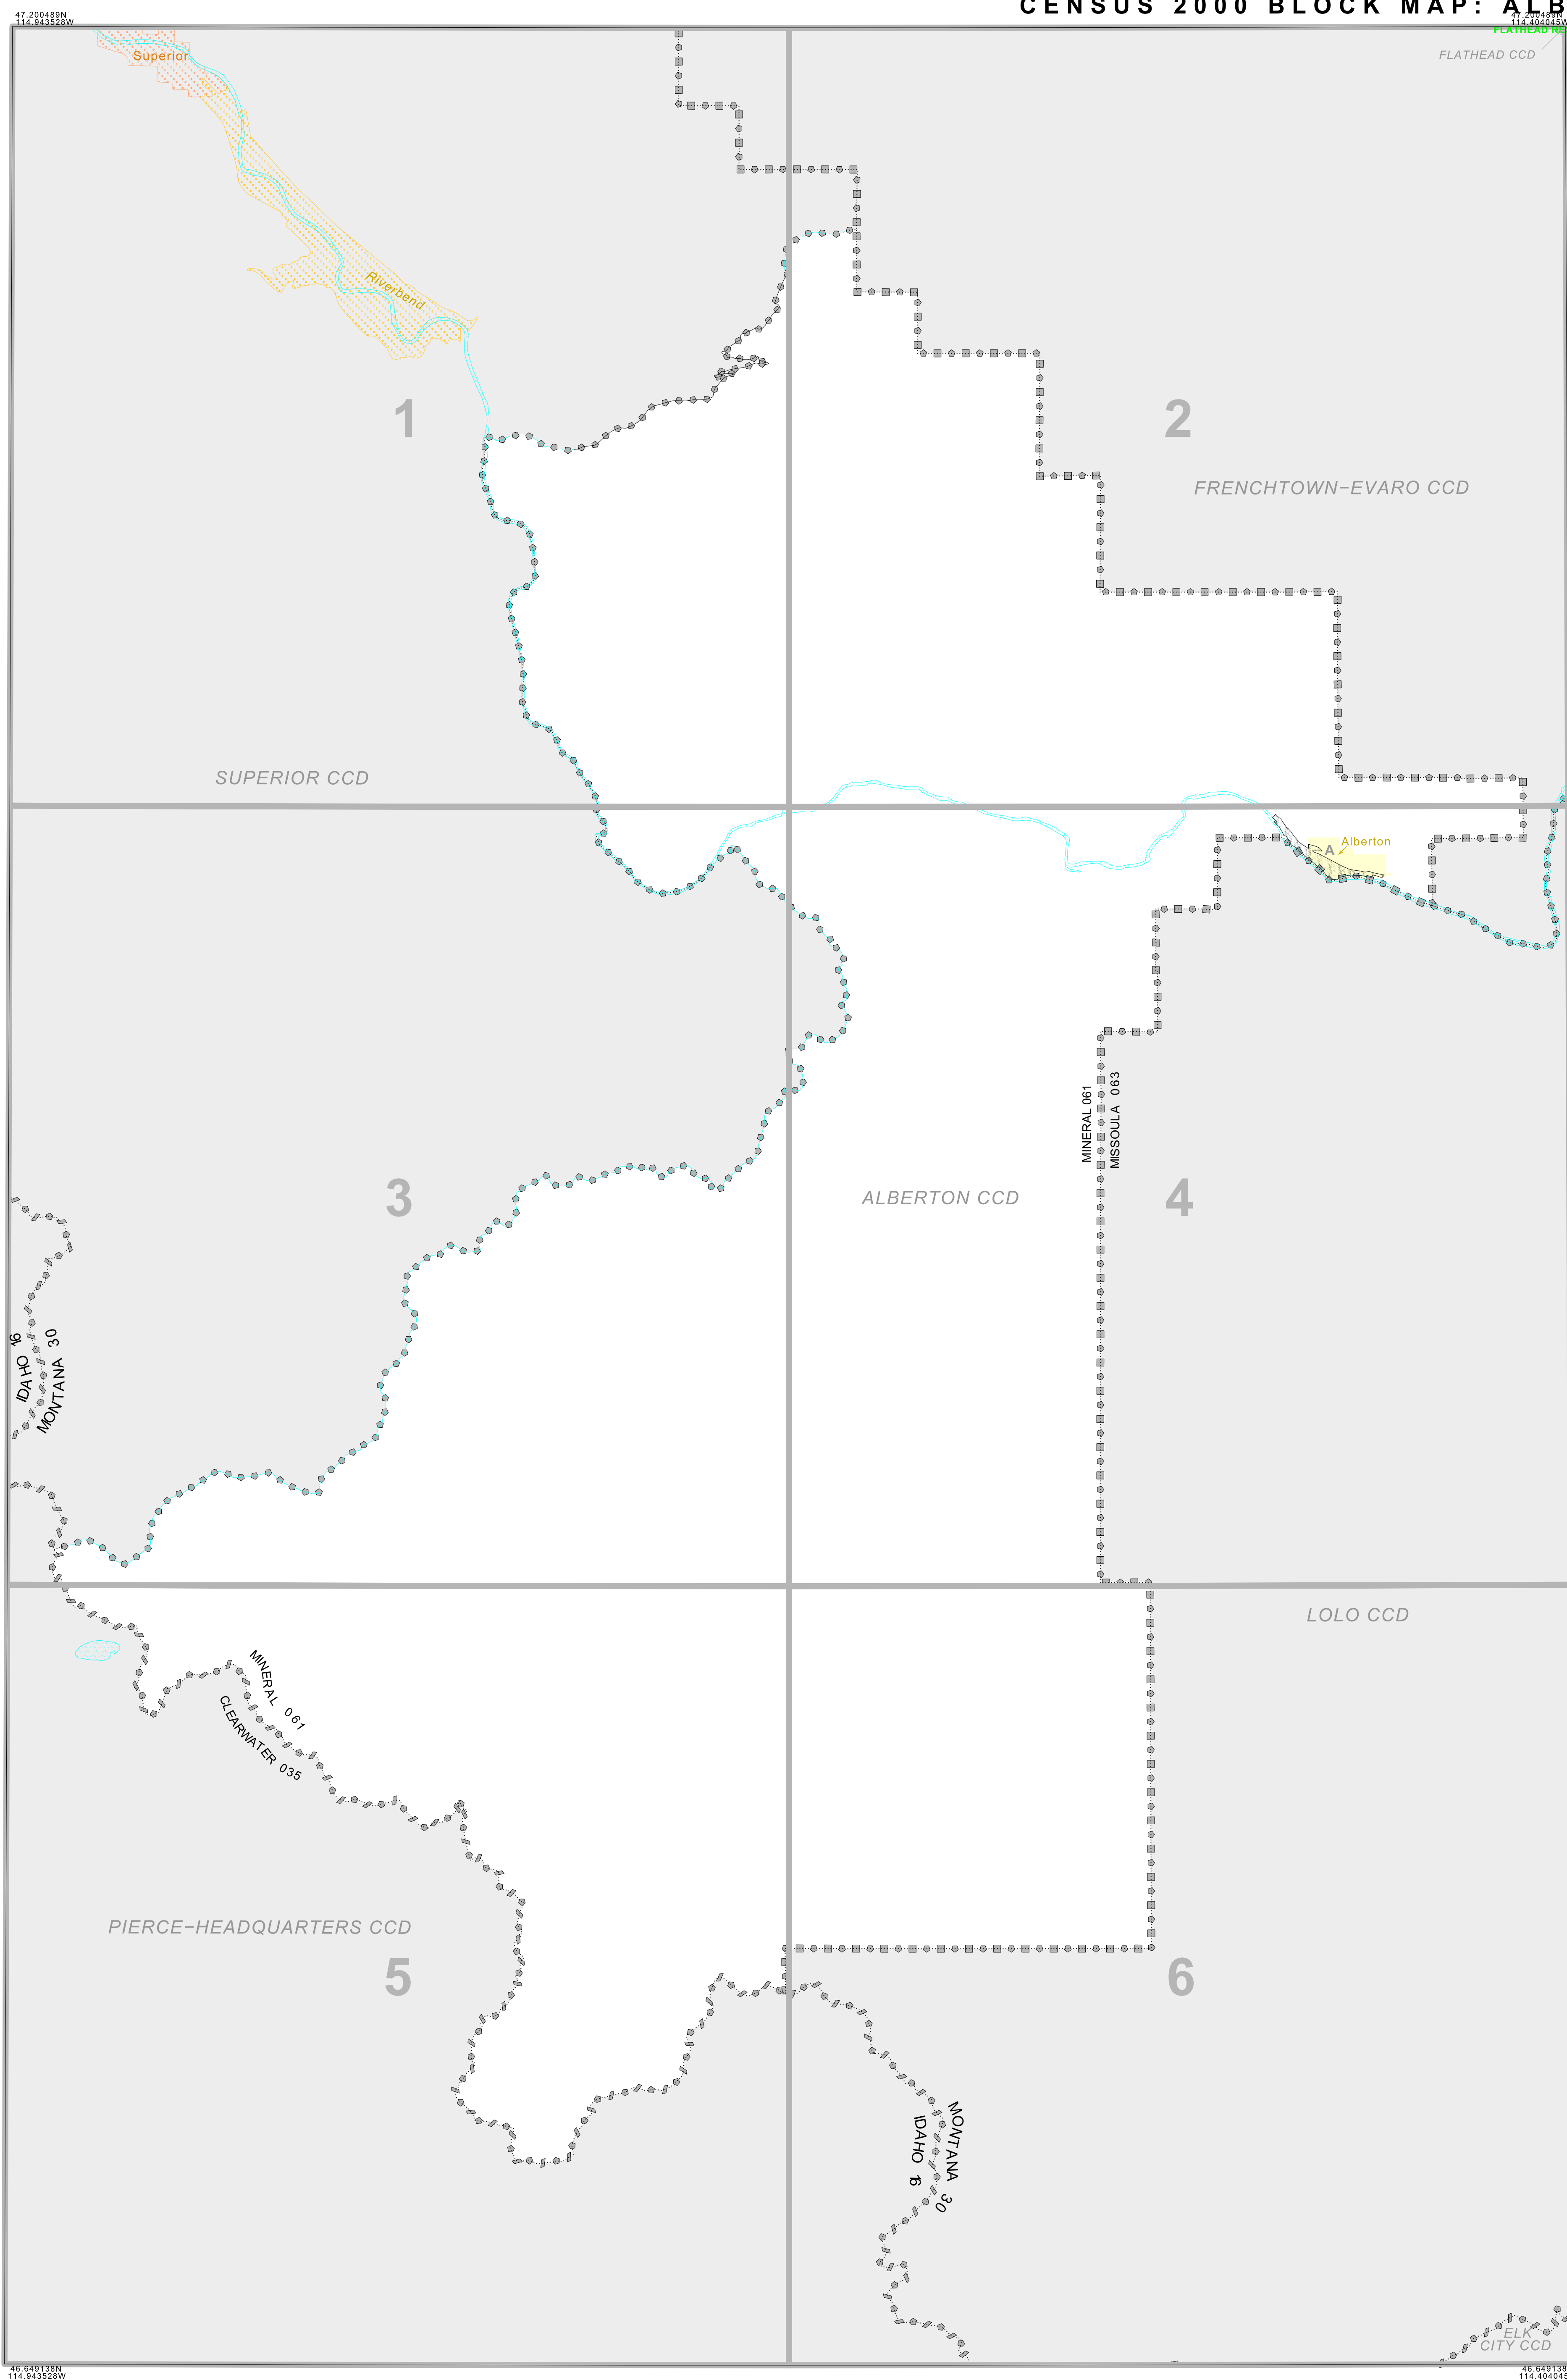 CENSUS 2000 BLOCK MAP: ALB
47.200489N
114.943528W
47.200489N
114.404045W
FLATHEAD RE
FLATHEAD CCD
Superior
Riverbend
1
2
FRENCHTOWN-EVARO CCD
SUPERIOR CCD
A
Alberton
MINERAL 061
MISSOULA 063
3
ALBERTON CCD
4
IDAHO 16
MONTANA 30
LOLO CCD
MINERAL 061
CLEARWATER 035
PIERCE-HEADQUARTERS CCD
5
6
MONTANA 30
IDAHO 16
ELK
CITY CCD
46.649138N
114.943528W
46.649138
114.404045